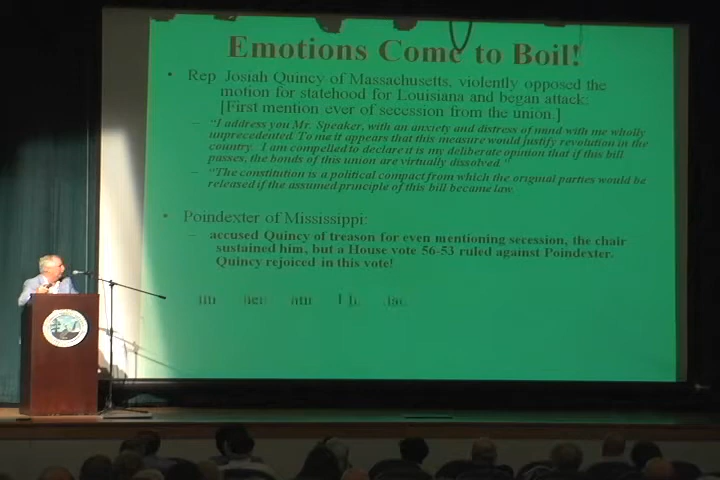 Emotions Come to Boil!
• Rep Josiah Quincy of Massachusetts, violently opposed the
motion for statehood for Louisiana and began attack:
[First mention ever of secession from the union.]
– "I address you Mr. Speaker, with an anxiety and distress of mind with me wholly
unprecedented. To me it appears that this measure would justify revolution in the
country. I am compelled to declare it is my deliberate opinion that if this bill
passes, the bonds of this union are virtually dissolved."
– "The constitution is a political compact from which the original parties would be
released if the assumed principle of this bill became law
• Poindexter of Mississippi:
– accused Quincy of treason for even mentioning secession, the chair
sustained him, but a House vote 56-53 ruled against Poindexter.
Quincy rejoiced in this vote!